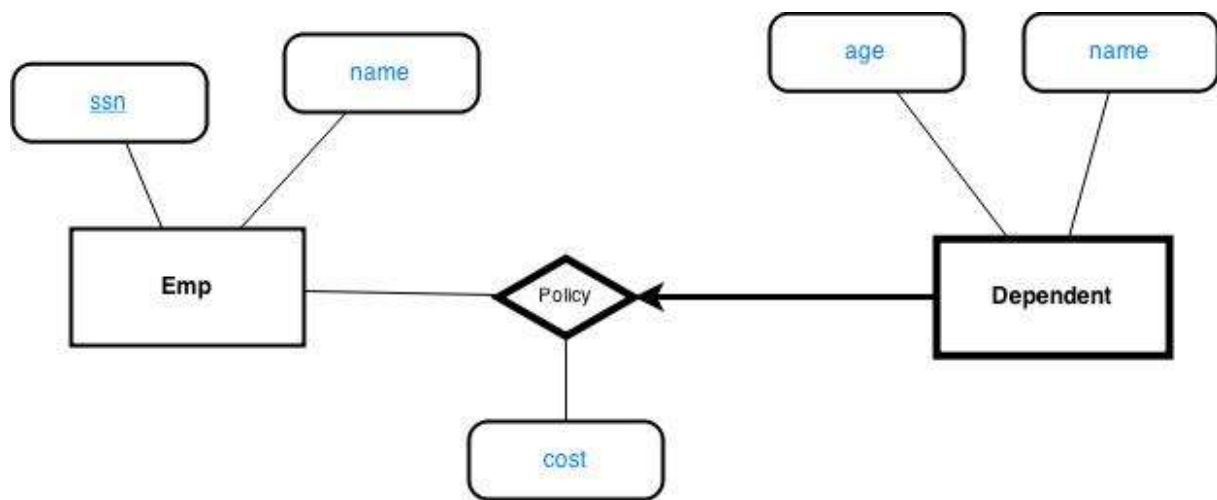 ssn
name
age
name
Emp
Policy
Dependent
cost